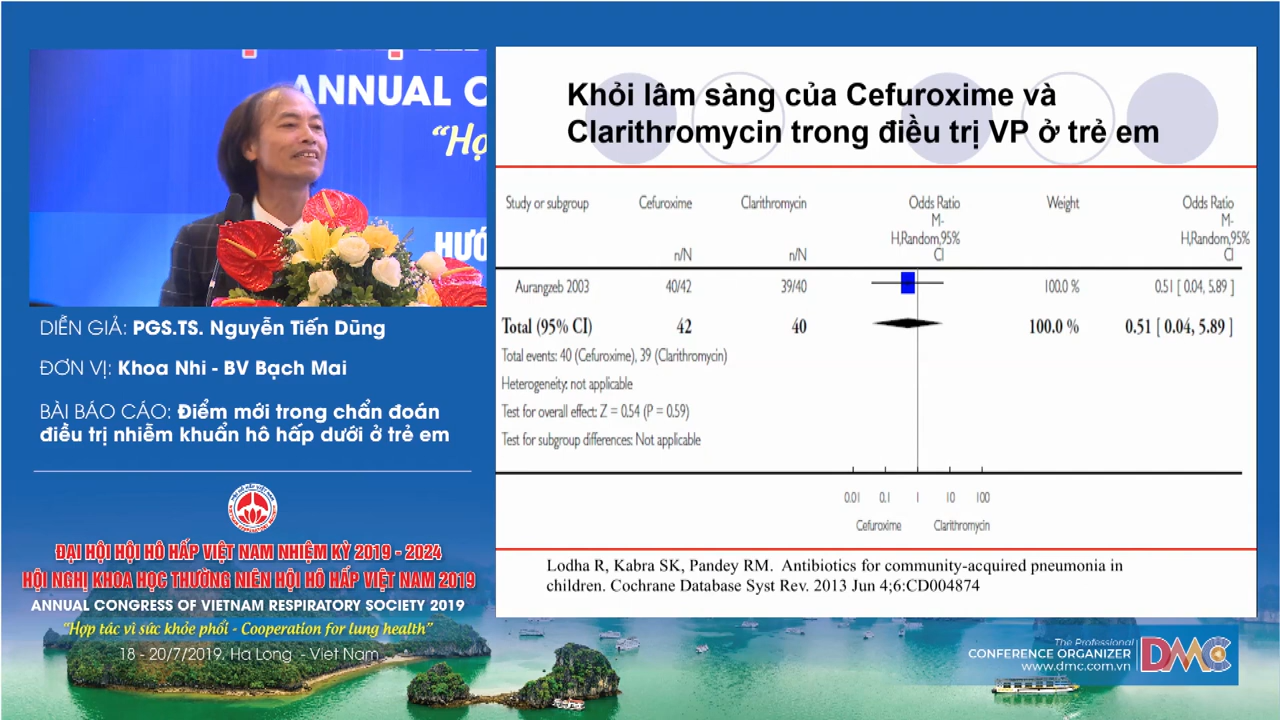 ANNUAL C
“Hợ
HƯỚ
DIỄN GIẢ: PGS.TS. Nguyễn Tiến Dũng
ĐƠN VỊ: Khoa Nhi - BV Bạch Mai
BÀI BÁO CÁO: Điểm mới trong chẩn đoán
điều trị nhiễm khuẩn hô hấp dưới ở trẻ em
ĐẠI HỘI HỘI HÔ HẤP VIỆT NAM NHIỆM KỲ 2019 - 2024
HỘI NGHỊ KHOA HỌC THƯỜNG NIÊN HỘI HÔ HẤP VIỆT NAM 2019
ANNUAL CONGRESS OF VIETNAM RESPIRATORY SOCIETY 2019
“Hợp tác vì sức khỏe phổi - Cooperation for lung health”
18 - 20/7/2019. Ha Long - Viet Nam
Khỏi lâm sàng của Cefuroxime và
Clarithromycin trong điều trị VP ở trẻ em
Study or subgroup Cefuroxime Clarithromycin Odds Ratio Weight Odds Ratio
M- M-
H,Random,95% H,Random,95%
n/N n/N CI CI
Aurangzeb 2003 40/42 39/40 100.0 % 0.51 [ 0.04, 5.89 ]
Total (95% CI) 42 40 100.0 % 0.51 [ 0.04, 5.89 ]
Total events: 40 (Cefuroxime), 39 (Clarithromycin)
Heterogeneity: not applicable
Test for overall effect: Z = 0.54 (P = 0.59)
Test for subgroup differences: Not applicable
0.01 0.1 1 10 100
Cefuroxime Clarithromycin
Lodha R, Kabra SK, Pandey RM. Antibiotics for community-acquired pneumonia in
children. Cochrane Database Syst Rev. 2013 Jun 4;6:CD004874
The Professional
CONFERENCE ORGANIZER
www.dmc.com.vn
DMC